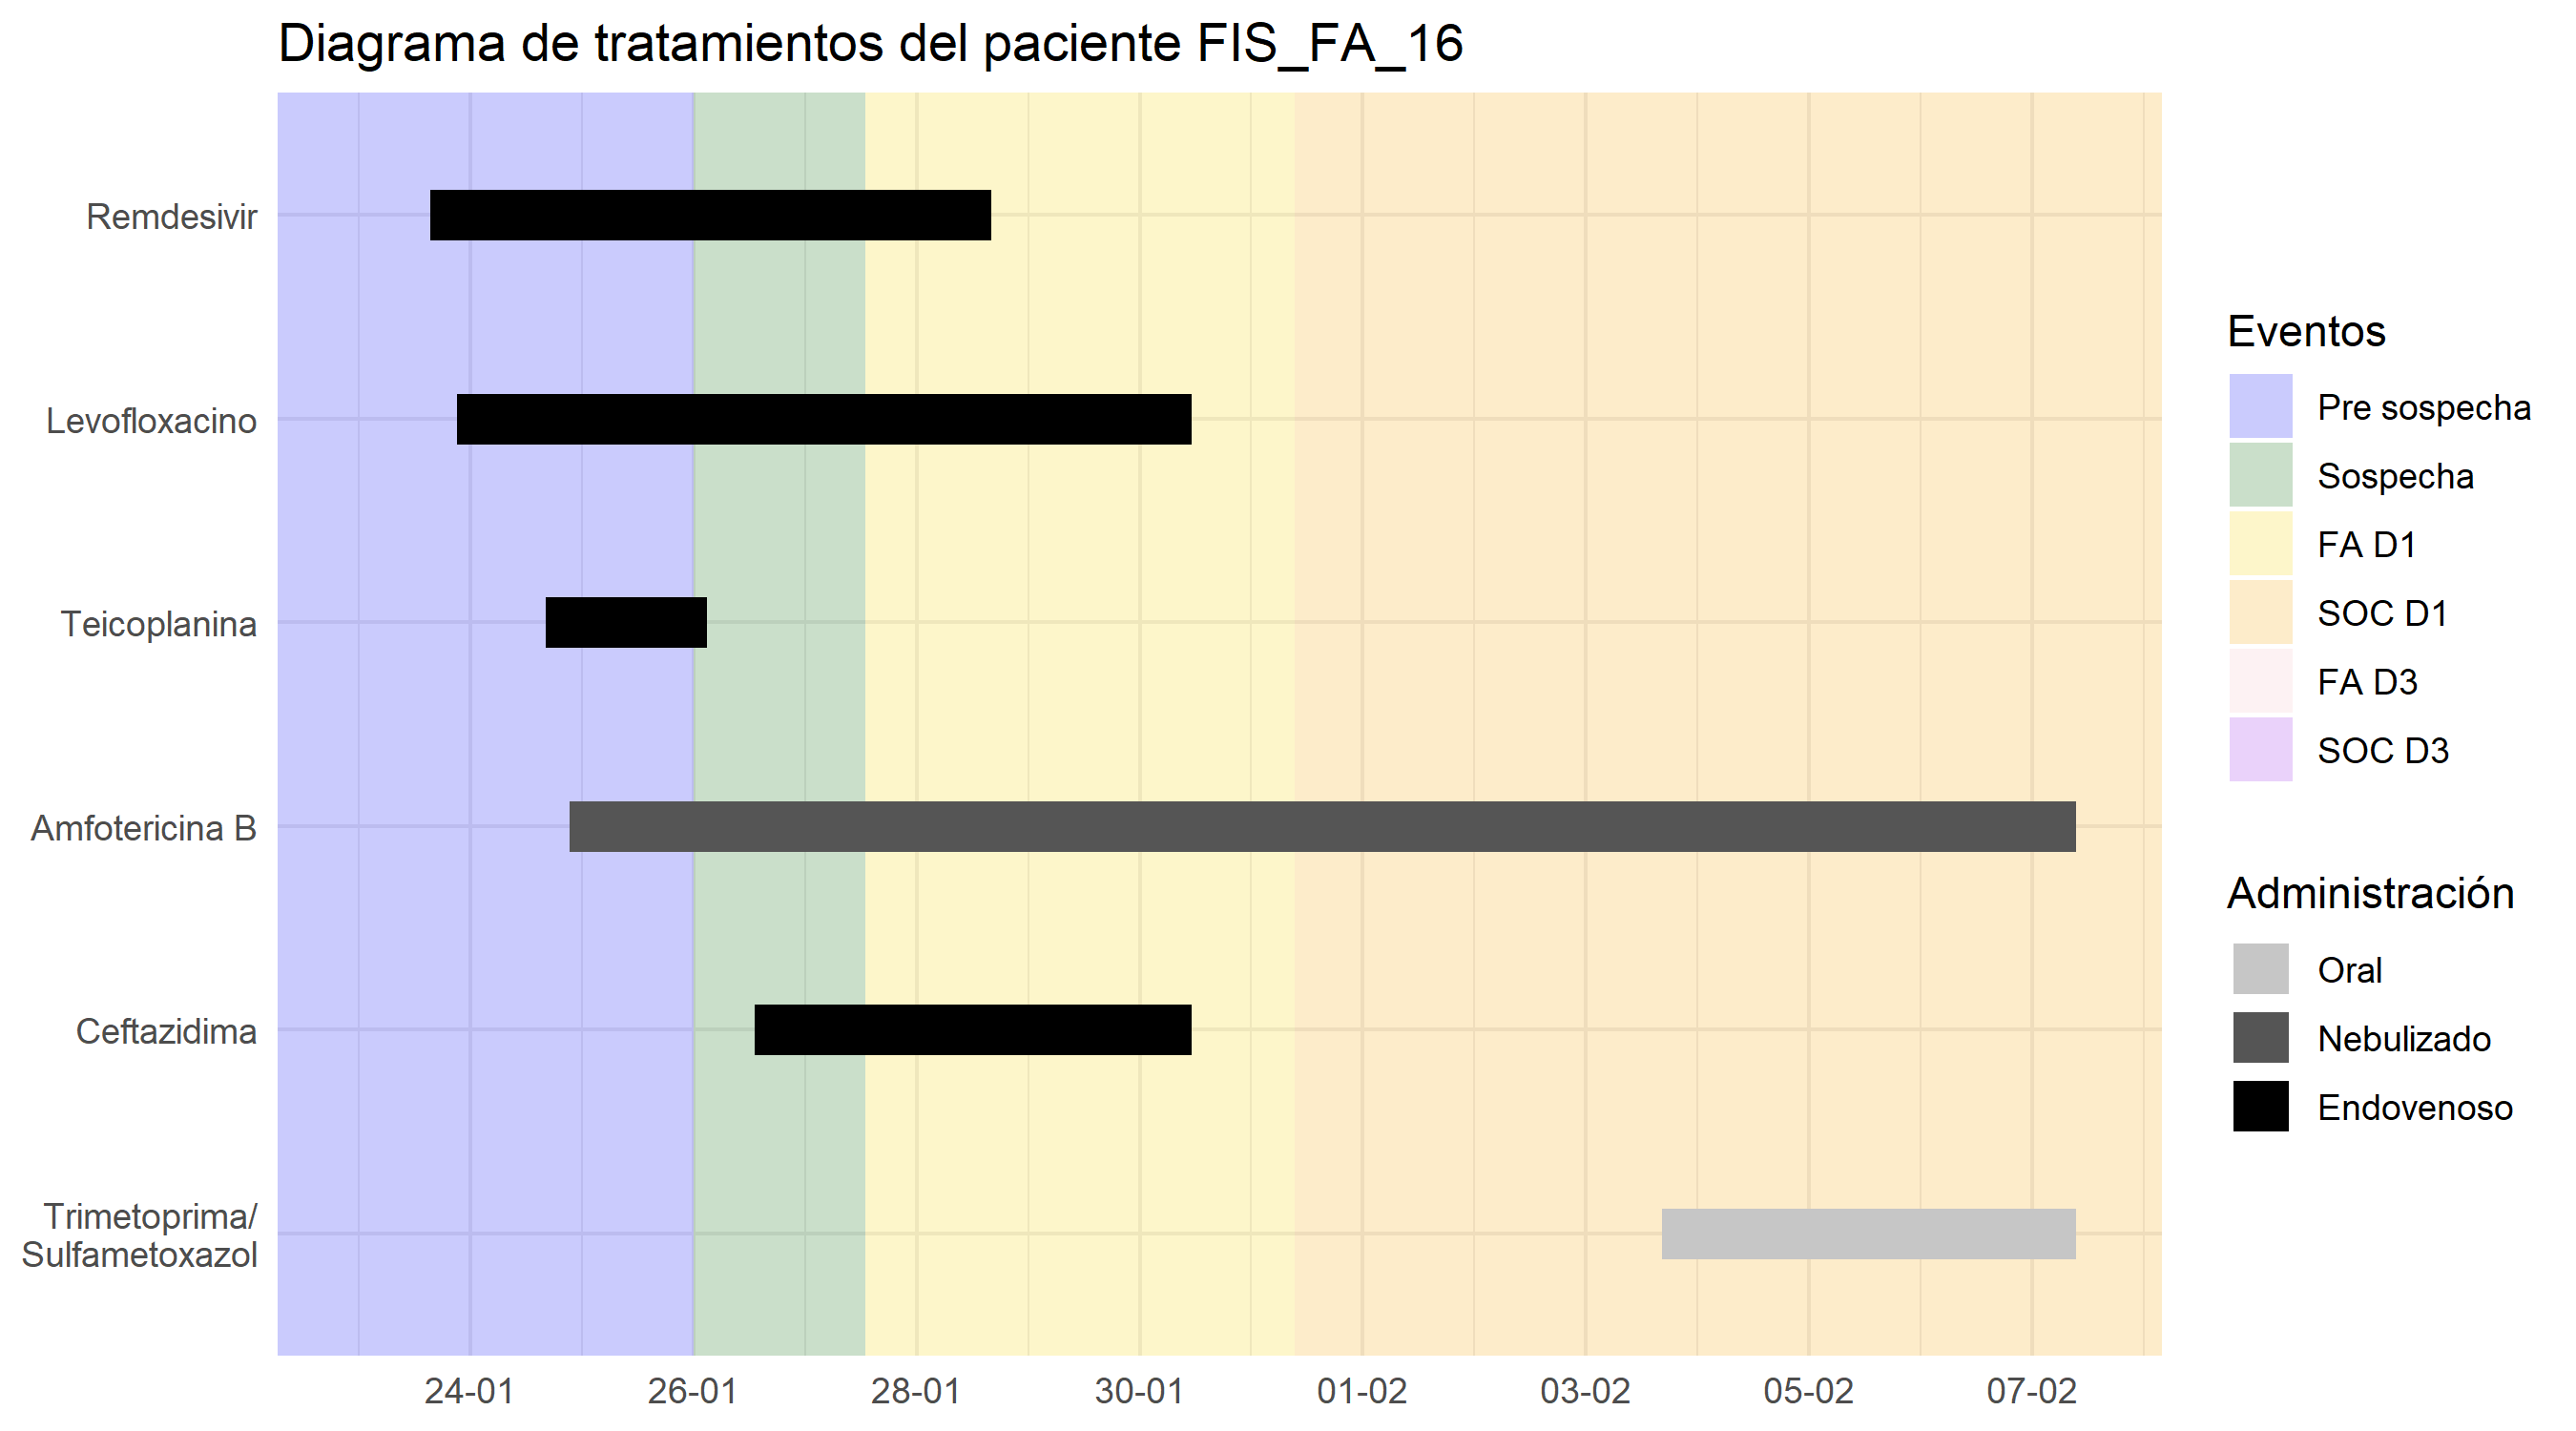 Diagrama de tratamientos del paciente FIS_FA_16
Remdesivir
Levofloxacino
Teicoplanina
Amfotericina B
Ceftazidima
Trimetoprima/
Sulfametoxazol
24-01
26-01
28-01
30-01
01-02
03-02
05-02
07-02
Eventos
Pre sospecha
Sospecha
FA D1
SOC D1
FA D3
SOC D3
Administración
Oral
Nebulizado
Endovenoso